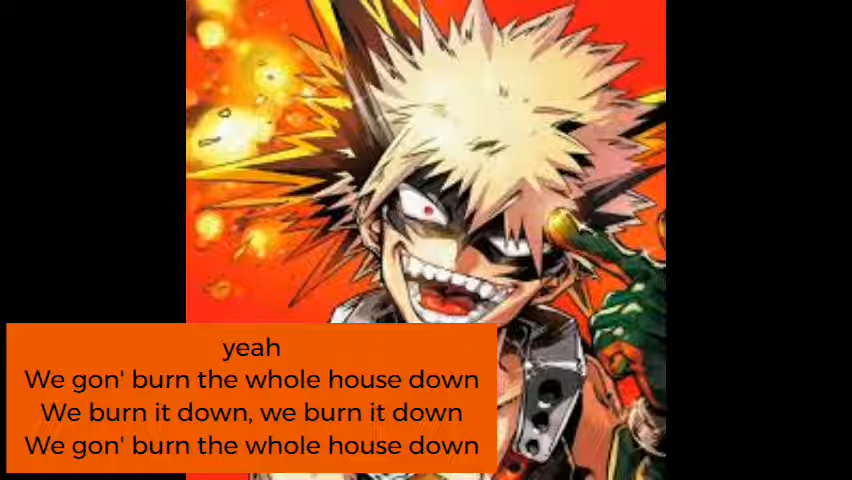 yeah
We gon' burn the whole house down
We burn it down, we burn it down
We gon' burn the whole house down